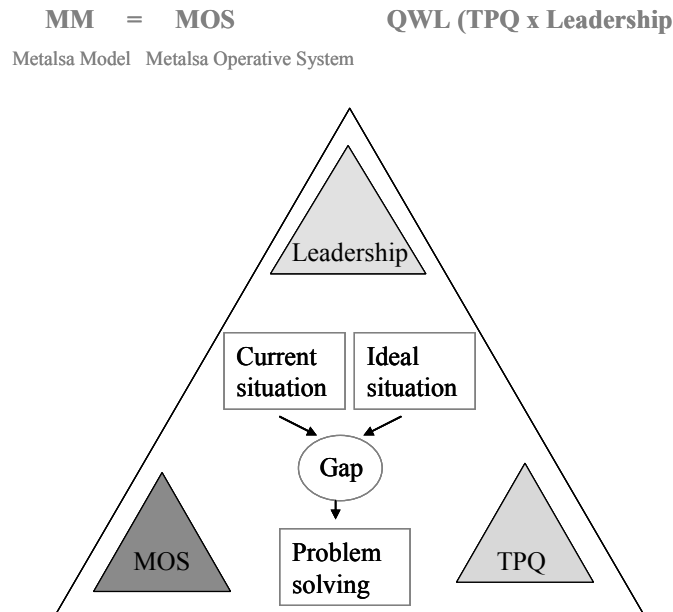 MM = MOS QWL (TPQ x Leadership
Metalsa Model Metalsa Operative System
Leadership
Current situation
Ideal situation
Gap
MOS
Problem solving
TPQ